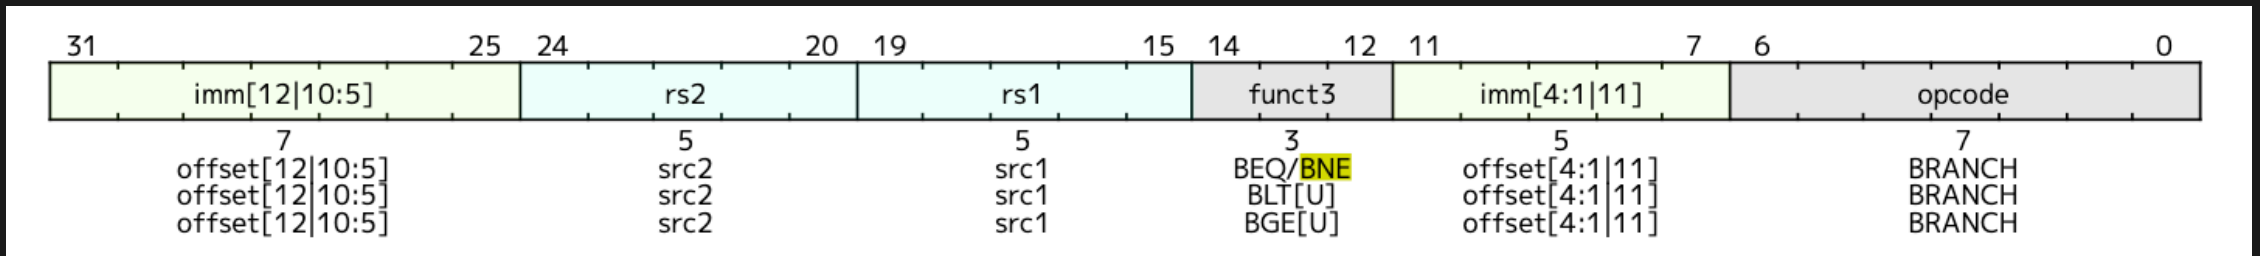 31 25 24 20 19 15 14 12 11 7 6 0
imm[12|10:5] rs2 rs1 funct3 imm[4:1|11] opcode
7 5 5 3 5 7
offset[12|10:5] src2 src1 BEQ/BNE offset[4:1|11] BRANCH
offset[12|10:5] src2 src1 BLT[U] offset[4:1|11] BRANCH
offset[12|10:5] src2 src1 BGE[U] offset[4:1|11] BRANCH